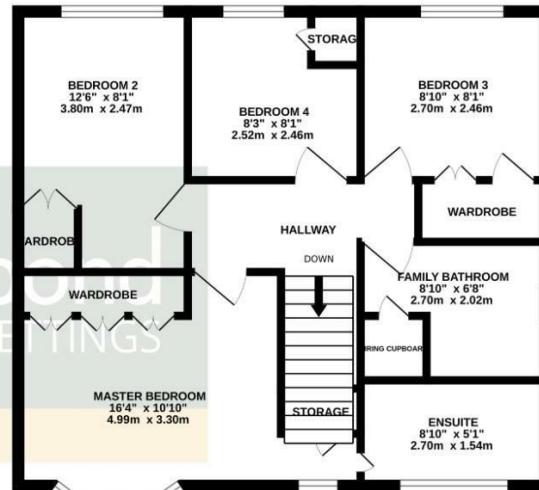 BEDROOM 2
12'6" x 8'1"
3.80m x 2.47m
STORAG
BEDROOM 4
8'3" x 8'1"
2.52m x 2.46m
BEDROOM 3
8'10" x 8'1"
2.70m x 2.46m
WARDROBE
HALLWAY
DOWN
ARDROB
WARDROBE
FAMILY BATHROOM
8'10" x 6'8"
2.70m x 2.02m
IRING CUPBOAR
ond
ETTINGS
MASTER BEDROOM
16'4" x 10'10"
4.99m x 3.30m
STORAGE
ENSUITE
8'10" x 5'1"
2.70m x 1.54m